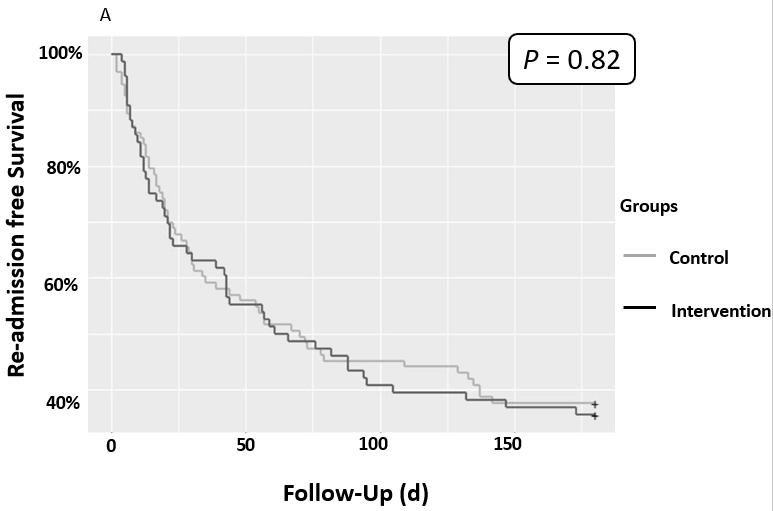 A
P = 0.82
100%
80%
60%
40%
Re-admission free Survival
0 50 100 150
Follow-Up (d)
Groups
Control
Intervention